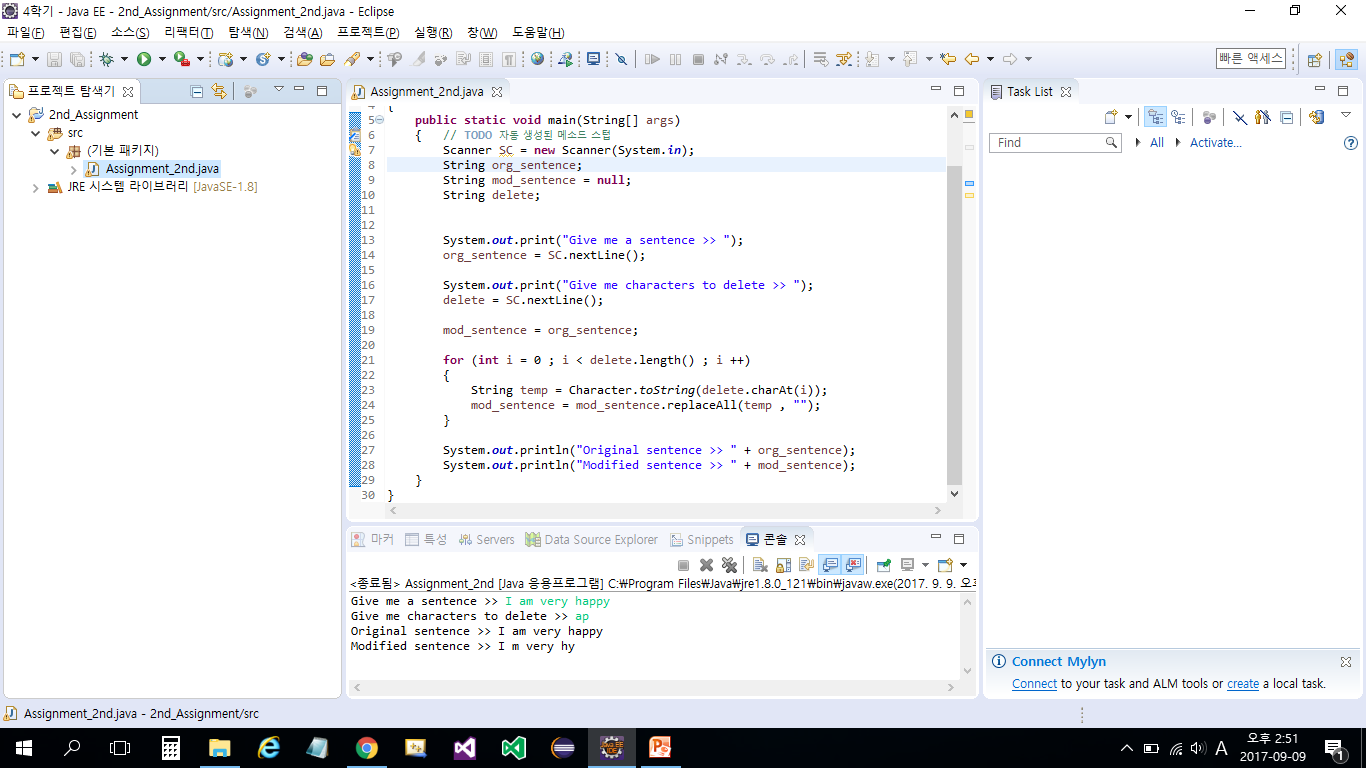 4학기 - Java EE - 2nd_Assignment/src/Assignment_2nd.java - Eclipse
파일(F) 편집(E) 소스(S) 리팩터(T) 탐색(N) 검색(A) 프로젝트(P) 실행(R) 창(W) 도움말(H)
빠른 액세스
프로젝트 탐색기
2nd_Assignment
src
(기본 패키지)
Assignment_2nd.java
JRE 시스템 라이브러리 [JavaSE-1.8]
Assignment_2nd.java
5 public static void main(String[] args)
6 { // TODO 자동 생성된 메소드 스텁
7 Scanner SC = new Scanner(System.in);
8 String org_sentence;
9 String mod_sentence = null;
10 String delete;
11
12
13 System.out.print("Give me a sentence >> ");
14 org_sentence = SC.nextLine();
15
16 System.out.print("Give me characters to delete >> ");
17 delete = SC.nextLine();
18
19 mod_sentence = org_sentence;
20
21 for (int i = 0 ; i < delete.length() ; i ++)
22 {
23 String temp = Character.toString(delete.charAt(i));
24 mod_sentence = mod_sentence.replaceAll(temp , "");
25 }
26
27 System.out.println("Original sentence >> " + org_sentence);
28 System.out.println("Modified sentence >> " + mod_sentence);
29 }
30 }
마커 특성 Servers Data Source Explorer Snippets 콘솔
<종료됨> Assignment_2nd [Java 응용프로그램] C:\Program Files\Java\jre1.8.0_121\bin\javaw.exe(2017. 9. 9. 오후
Give me a sentence >> I am very happy
Give me characters to delete >> ap
Original sentence >> I am very happy
Modified sentence >> I m very hy
Task List
Find All Activate...
Connect Mylyn
Connect to your task and ALM tools or create a local task.
Assignment_2nd.java - 2nd_Assignment/src
A
오후 2:51
2017-09-09
1